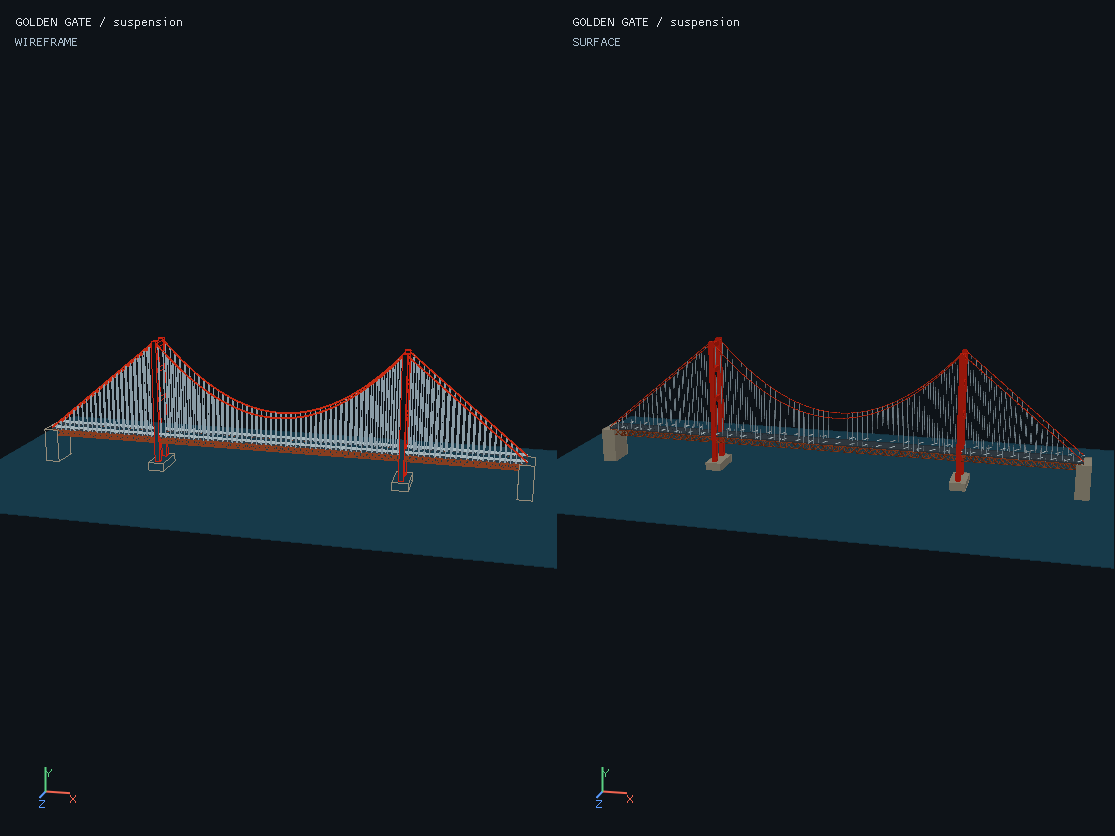 GOLDEN GATE / suspension
WIREFRAME
GOLDEN GATE / suspension
SURFACE
Y
X
Z
Y
X
Z